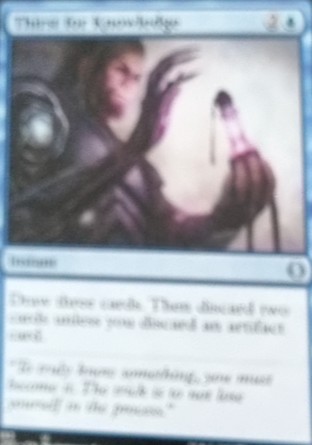 Thirst for Knowledge 2
Instant
Draw three cards. Then discard two
cards unless you discard an artifact
card.
"To truly know something, you must
become it. The trick is to not lose
yourself in the process."